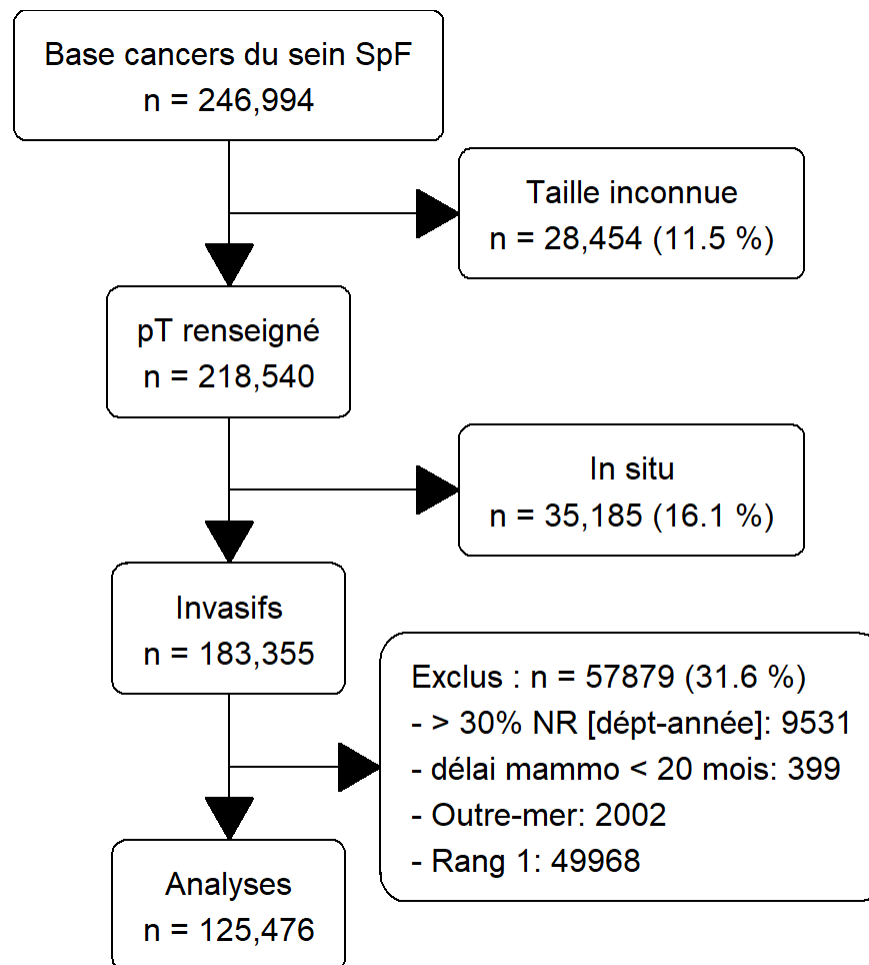 Base cancers du sein SpF
n = 246,994
Taille inconnue
n = 28,454 (11.5 %)
pT renseigné
n = 218,540
In situ
n = 35,185 (16.1 %)
Invasifs
n = 183,355
Exclus : n = 57879 (31.6 %)
- > 30% NR [dépt-année]: 9531
- délai mammo < 20 mois: 399
- Outre-mer: 2002
- Rang 1: 49968
Analyses
n = 125,476